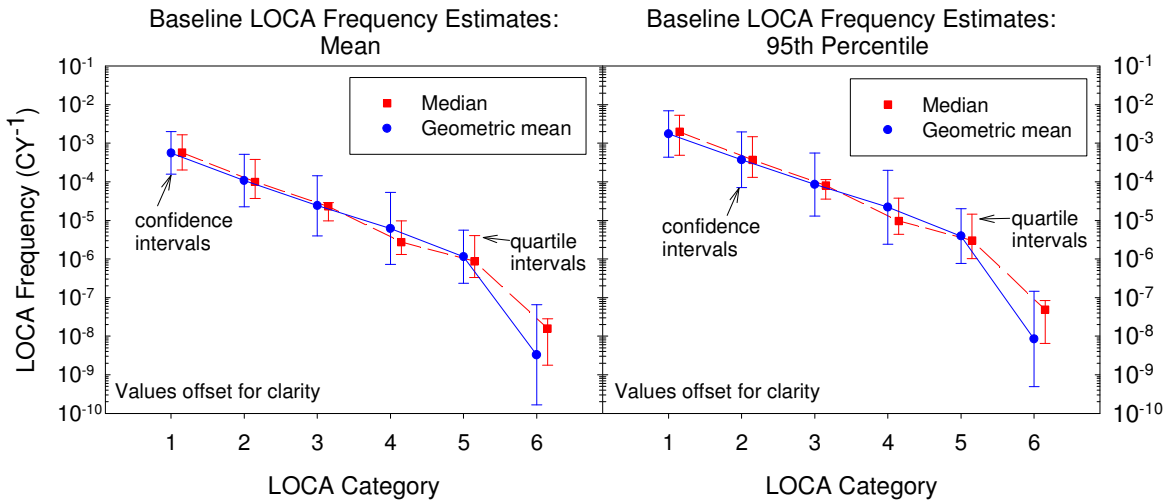 Baseline LOCA Frequency Estimates:
Mean
LOCA Frequency (CY⁻¹)
10⁻¹
10⁻²
10⁻³
10⁻⁴
10⁻⁵
10⁻⁶
10⁻⁷
10⁻⁸
10⁻⁹
10⁻¹⁰
Median
Geometric mean
confidence
intervals
quartile
intervals
Values offset for clarity
1 2 3 4 5 6
LOCA Category
Baseline LOCA Frequency Estimates:
95th Percentile
Median
Geometric mean
confidence
intervals
quartile
intervals
Values offset for clarity
10⁻¹
10⁻²
10⁻³
10⁻⁴
10⁻⁵
10⁻⁶
10⁻⁷
10⁻⁸
10⁻⁹
10⁻¹⁰
1 2 3 4 5 6
LOCA Category